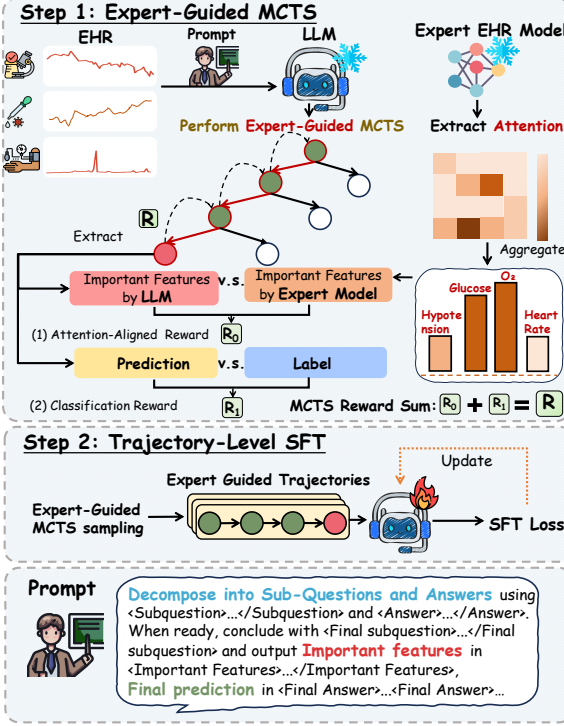 Step 1: Expert-Guided MCTS
EHR
Prompt
LLM
Expert EHR Model
Perform Expert-Guided MCTS
Extract Attention
R
Extract
Aggregate
Important Features
by LLM
v.s.
Important Features
by Expert Model
Hypote
nsion
Glucose
O₂
Heart
Rate
(1) Attention-Aligned Reward
R₀
Prediction
v.s.
Label
(2) Classification Reward
R₁
MCTS Reward Sum: R₀ + R₁ = R
Step 2: Trajectory-Level SFT
Update
Expert Guided Trajectories
Expert-Guided
MCTS sampling
SFT Loss
Prompt
Decompose into Sub-Questions and Answers using
<Subquestion>...</Subquestion> and <Answer>...</Answer>.
When ready, conclude with <Final subquestion>...</Final
subquestion> and output Important features in
<Important Features>...</Important Features>,
Final prediction in <Final Answer>...<Final Answer>...